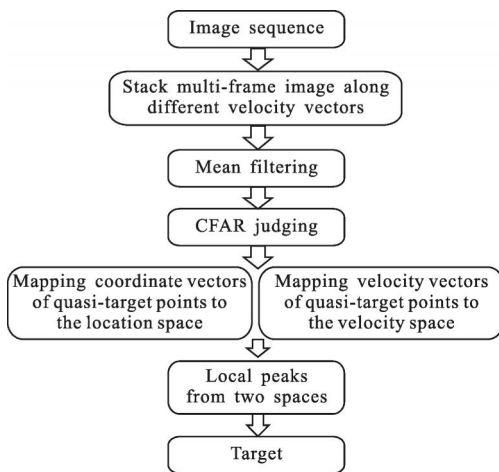 Image sequence
Stack multi-frame image along
different velocity vectors
Mean filtering
CFAR judging
Mapping coordinate vectors
of quasi-target points to
the location space
Mapping velocity vectors
of quasi-target points to
the velocity space
Local peaks
from two spaces
Target